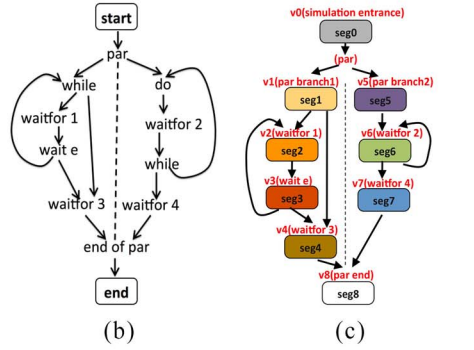 start
par
while
do
waitfor 1
waitfor 2
wait e
while
waitfor 3
waitfor 4
end of par
end
(b)
v0(simulation entrance)
seg0
(par)
v1(par branch1)
v5(par branch2)
seg1
seg5
v2(waitfor 1)
v6(waitfor 2)
seg2
seg6
v3(wait e)
v7(waitfor 4)
seg3
seg7
v4(waitfor 3)
seg4
v8(par end)
seg8
(c)